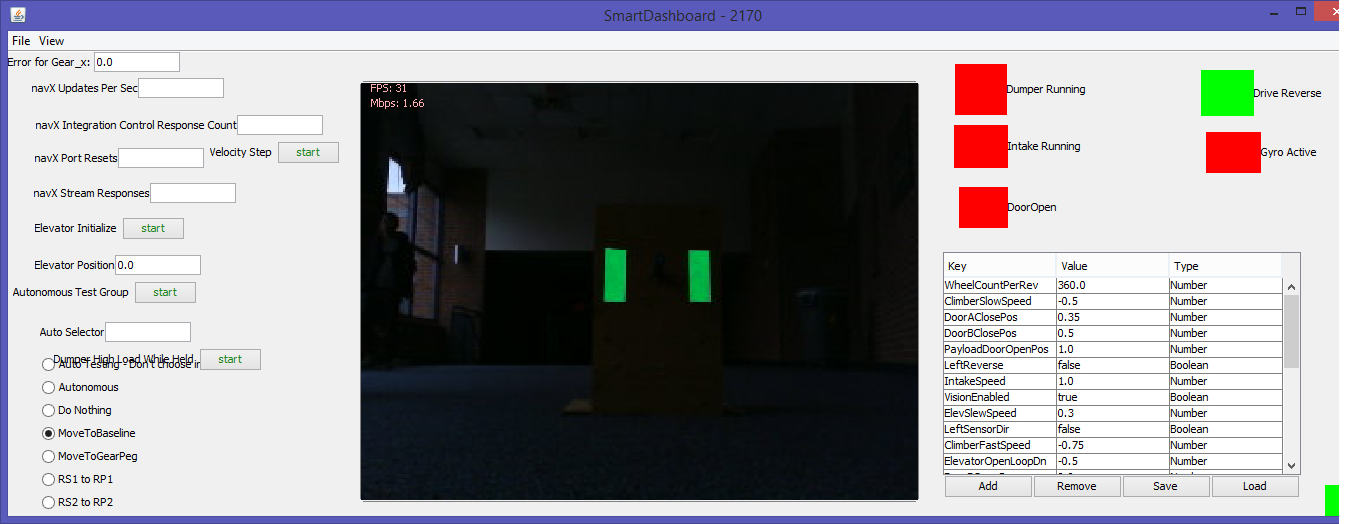 SmartDashboard - 2170
File View
Error for Gear_x: 0.0
navX Updates Per Sec
navX Integration Control Response Count
navX Port Resets
Velocity Step start
navX Stream Responses
Elevator Initialize start
Elevator Position 0.0
Autonomous Test Group start
Auto Selector
Dumper High Load While Held start
Auto Testing - Don't choose
Autonomous
Do Nothing
MoveToBaseline
MoveToGearPeg
RS1 to RP1
RS2 to RP2
FPS: 31
Mbps: 1.66
Dumper Running
Drive Reverse
Intake Running
Gyro Active
DoorOpen
Key Value Type
WheelCountPerRev 360.0 Number
ClimberSlowSpeed -0.5 Number
DoorAClosePos 0.35 Number
DoorBClosePos 0.5 Number
PayloadDoorOpenPos 1.0 Number
LeftReverse false Boolean
IntakeSpeed 1.0 Number
VisionEnabled true Boolean
ElevSlewSpeed 0.3 Number
LeftSensorDir false Boolean
ClimberFastSpeed -0.75 Number
ElevatorOpenLoopDn -0.5 Number
Add Remove Save Load